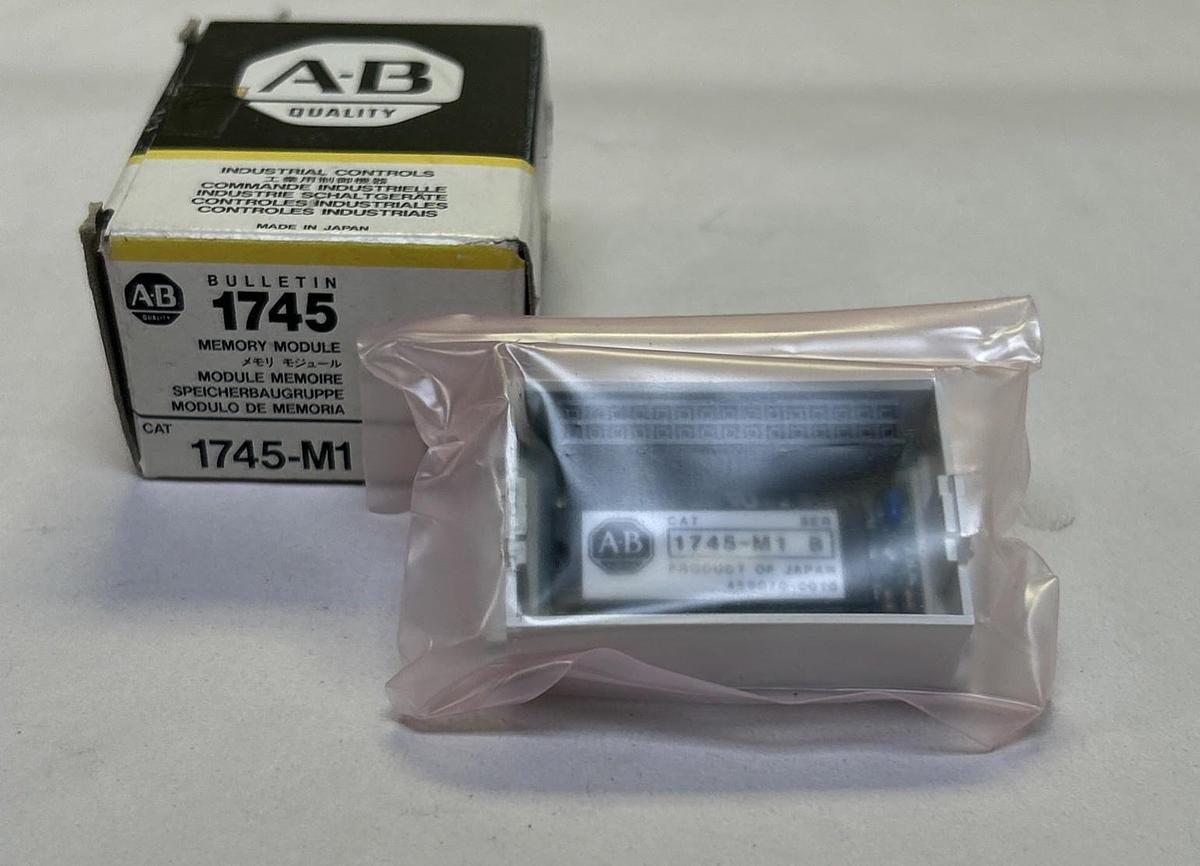 A-B
QUALITY
INDUSTRIAL CONTROLS
工業用制御機器
COMMANDE INDUSTRIELLE
INDUSTRIE SCHALTGERÄTE
CONTROLES INDUSTRIALES
CONTROLES INDUSTRIAIS
MADE IN JAPAN
A-B
QUALITY
BULLETIN
1745
MEMORY MODULE
メモリ モジュール
MODULE MEMOIRE
SPEICHERBAUGRUPPE
MODULO DE MEMORIA
CAT
1745-M1
A-B
CAT SER
1745-M1 B
PRODUCT OF JAPAN